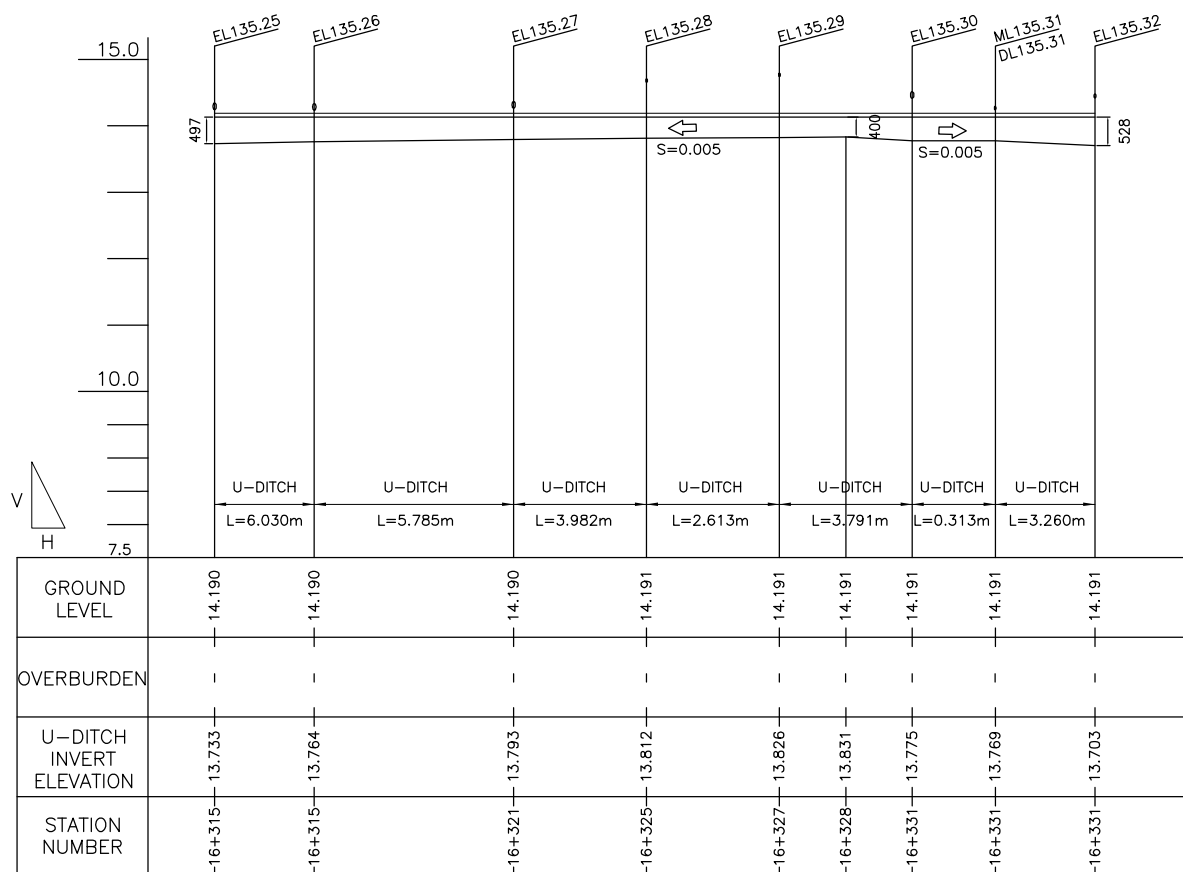 EL135.25
EL135.26
EL135.27
EL135.28
EL135.29
EL135.30
ML135.31
DL135.31
EL135.32
15.0
497
S=0.005
400
S=0.005
528
10.0
V
H
7.5
U-DITCH
U-DITCH
U-DITCH
U-DITCH
U-DITCH
U-DITCH
U-DITCH
L=6.030m
L=5.785m
L=3.982m
L=2.613m
L=3.791m
L=0.313m
L=3.260m
GROUND
LEVEL
14.190
14.190
14.190
14.191
14.191
14.191
14.191
14.191
14.191
OVERBURDEN
- - - - - - - - -
U-DITCH
INVERT
ELEVATION
13.733
13.764
13.793
13.812
13.826
13.831
13.775
13.769
13.703
STATION
NUMBER
-16+315
-16+315
-16+321
-16+325
-16+327
-16+328
-16+331
-16+331
-16+331